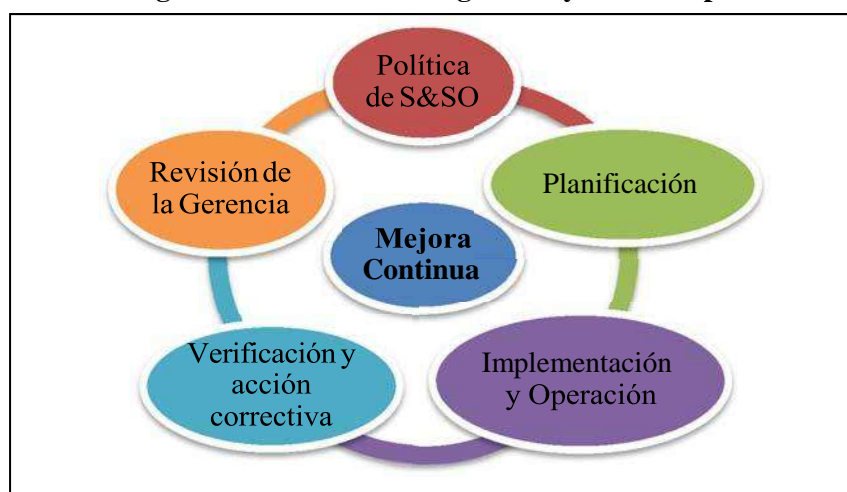 Política
de S&SO
Planificación
Implementación
y Operación
Verificación y
acción
correctiva
Revisión de
la Gerencia
Mejora
Continua